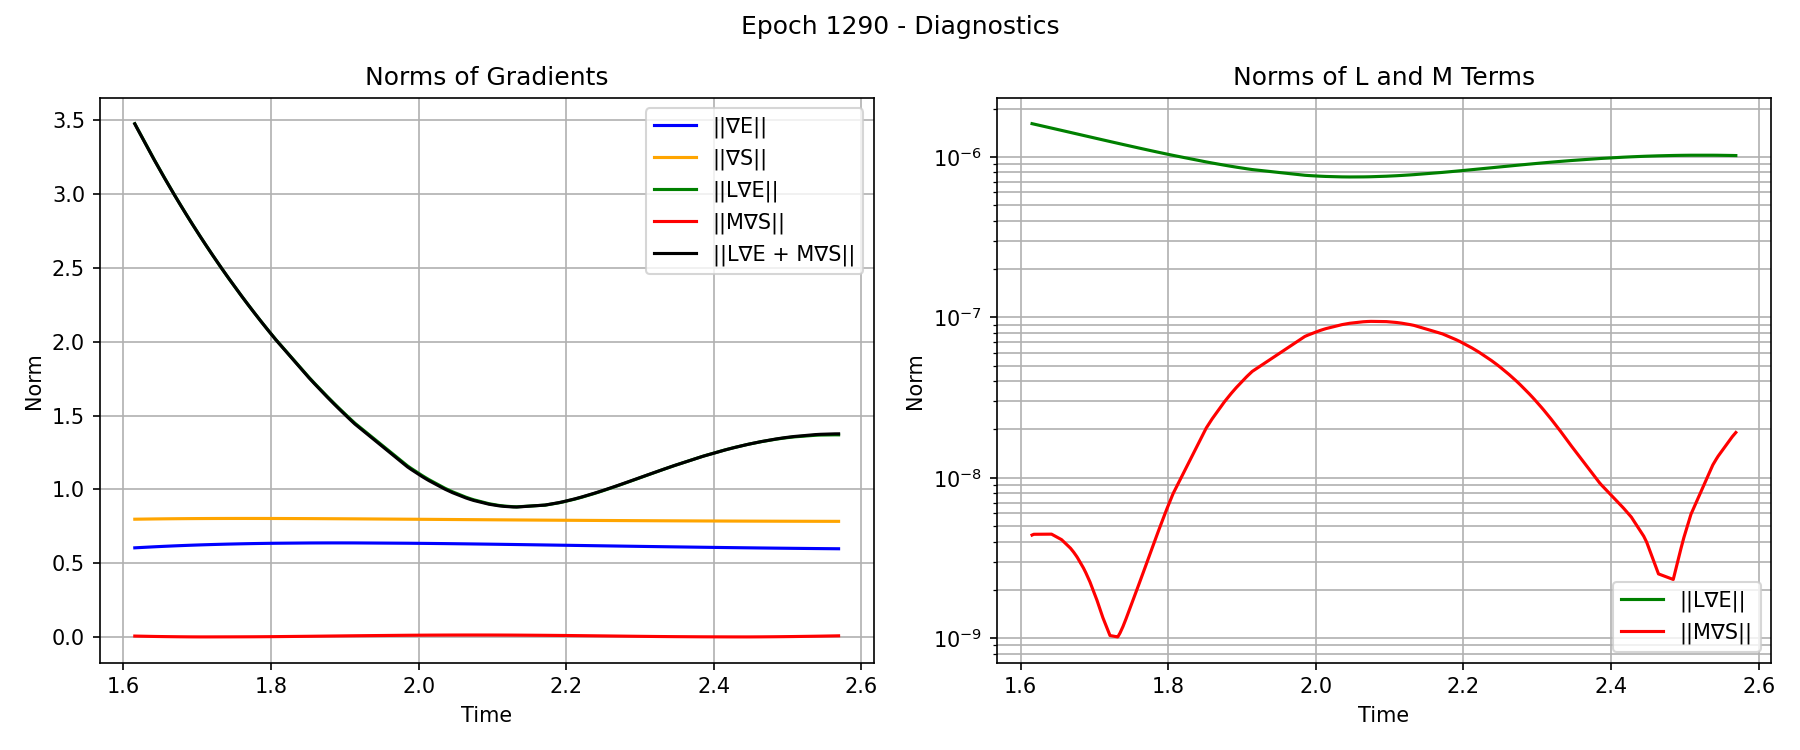 Epoch 1290 - Diagnostics
Norms of Gradients
Norm
3.5
3.0
2.5
2.0
1.5
1.0
0.5
0.0
||∇E||
||∇S||
||L∇E||
||M∇S||
||L∇E + M∇S||
1.6 1.8 2.0 2.2 2.4 2.6
Time
Norms of L and M Terms
Norm
10⁻⁶
10⁻⁷
10⁻⁸
10⁻⁹
||L∇E||
||M∇S||
1.6 1.8 2.0 2.2 2.4 2.6
Time